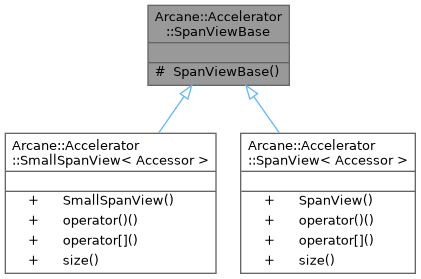 Arcane::Accelerator
::SpanViewBase
# SpanViewBase()
Arcane::Accelerator
::SmallSpanView< Accessor >
+ SmallSpanView()
+ operator()()
+ operator[]()
+ size()
Arcane::Accelerator
::SpanView< Accessor >
+ SpanView()
+ operator()()
+ operator[]()
+ size()